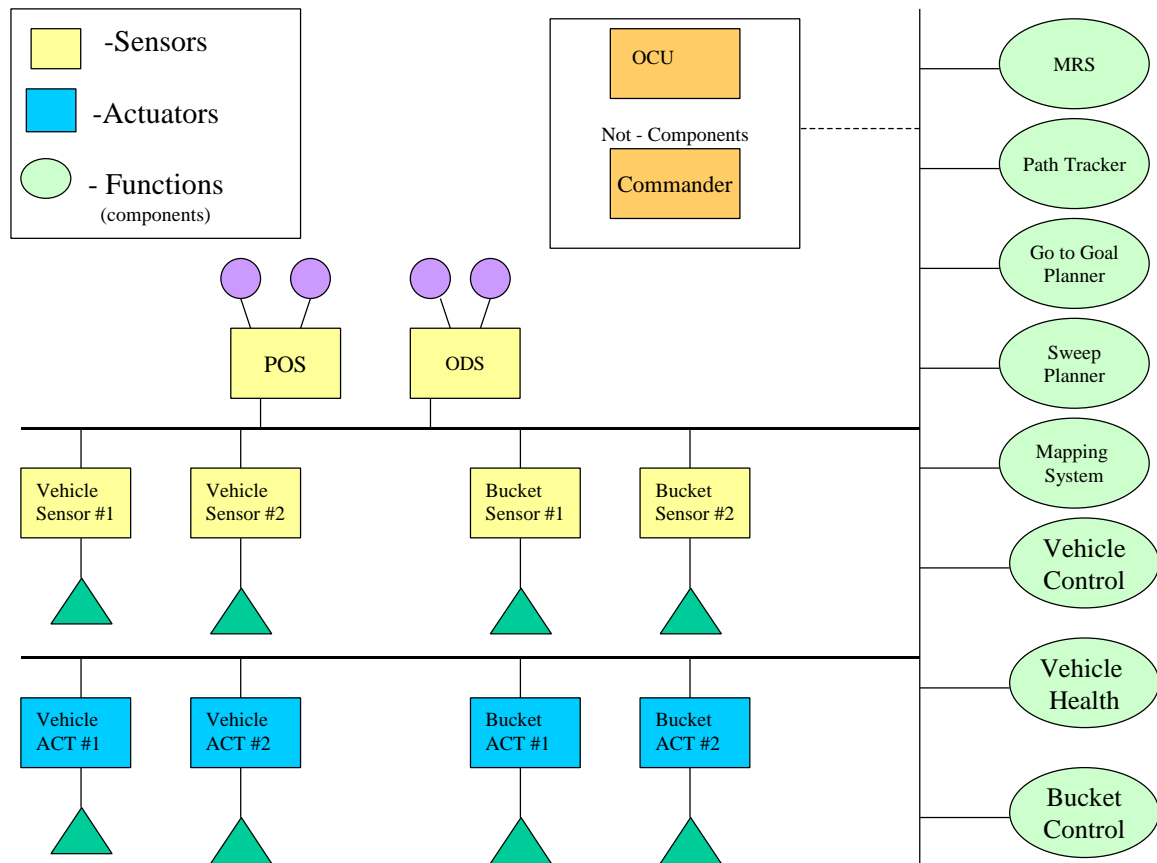 -Sensors
-Actuators
- Functions
(components)
OCU
Not - Components
Commander
MRS
Path Tracker
Go to Goal
Planner
Sweep
Planner
Mapping
System
Vehicle
Control
Vehicle
Health
Bucket
Control
POS
ODS
Vehicle
Sensor #1
Vehicle
Sensor #2
Bucket
Sensor #1
Bucket
Sensor #2
Vehicle
ACT #1
Vehicle
ACT #2
Bucket
ACT #1
Bucket
ACT #2